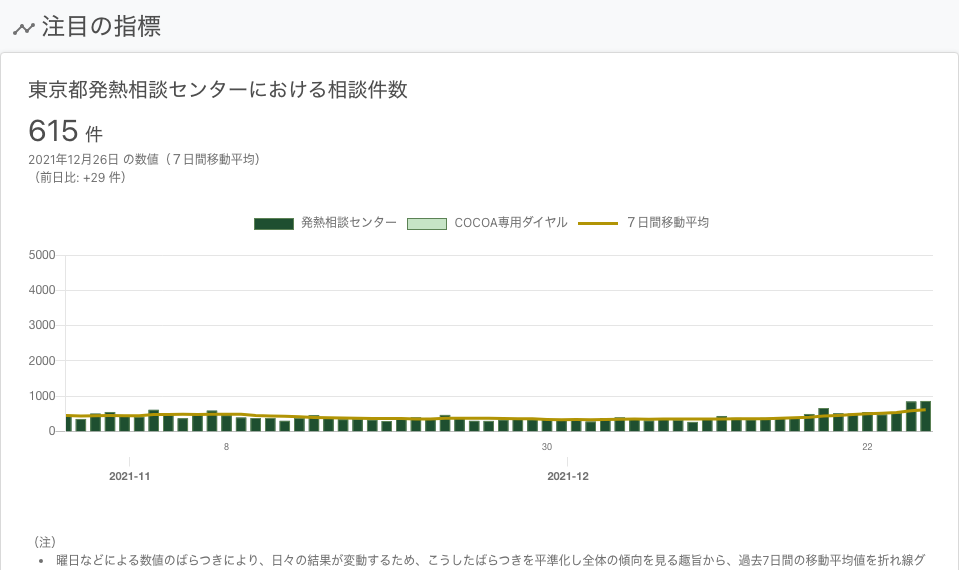 注目の指標
東京都発熱相談センターにおける相談件数
615 件
2021年12月26日 の数値（７日間移動平均）
（前日比: +29 件）
発熱相談センター COCOA専用ダイヤル ７日間移動平均
5000
4000
3000
2000
1000
0
8 30 22
2021-11 2021-12
（注）
• 曜日などによる数値のばらつきにより、日々の結果が変動するため、こうしたばらつきを平準化し全体の傾向を見る趣旨から、過去7日間の移動平均値を折れ線グ